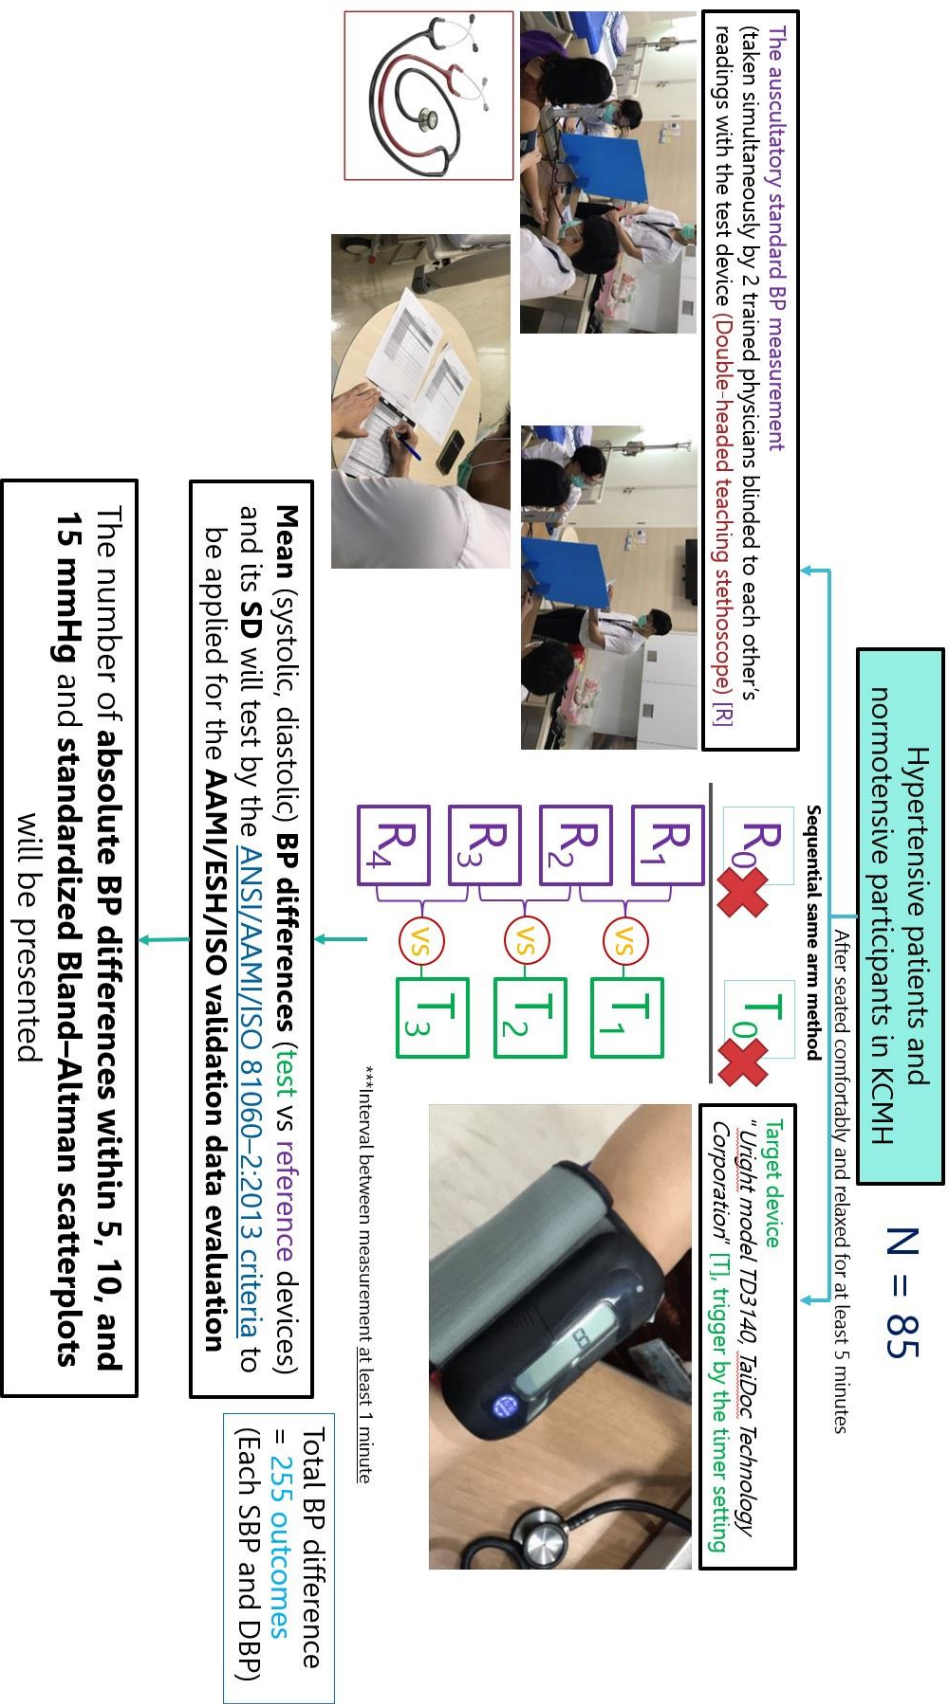 Hypertensive patients and
normotensive participants in KCMH
N = 85
After seated comfortably and relaxed for at least 5 minutes
The auscultatory standard BP measurement
(taken simultaneously by 2 trained physicians blinded to each other's
readings with the test device (Double-headed teaching stethoscope) [R]
Sequential same arm method
Target device
"Uright model TD3140, TaiDoc Technology
Corporation" [T], trigger by the timer setting
R0
T0
R1
R2
R3
R4
vs
vs
vs
T1
T2
T3
***Interval between measurement at least 1 minute
Mean (systolic, diastolic) BP differences (test vs reference devices)
and its SD will test by the ANSI/AAMI/ISO 81060–2:2013 criteria to
be applied for the AAMI/ESH/ISO validation data evaluation
Total BP difference
= 255 outcomes
(Each SBP and DBP)
The number of absolute BP differences within 5, 10, and
15 mmHg and standardized Bland–Altman scatterplots
will be presented